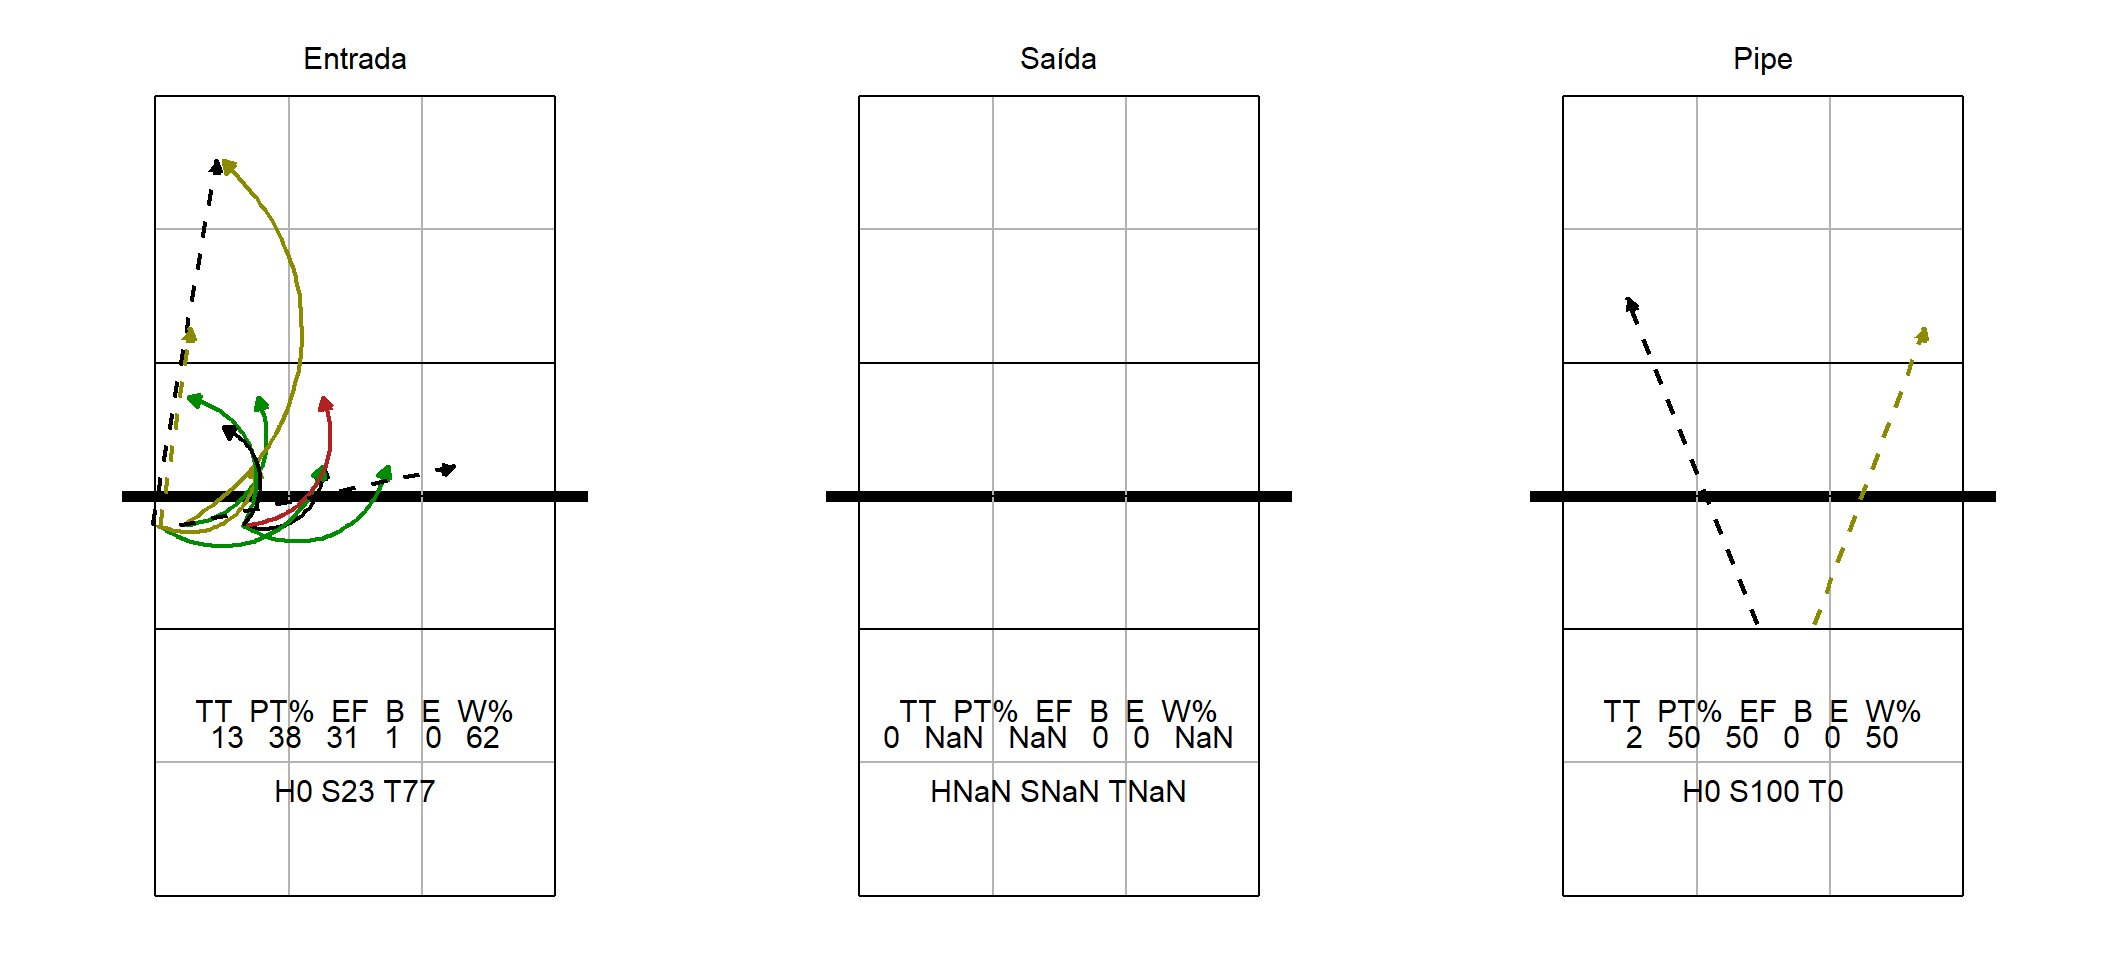 Entrada
TT PT% EF B E W%
13 38 31 1 0 62
H0 S23 T77
Saída
TT PT% EF B E W%
0 NaN NaN 0 0 NaN
HNaN SNaN TNaN
Pipe
TT PT% EF B E W%
2 50 50 0 0 50
H0 S100 T0